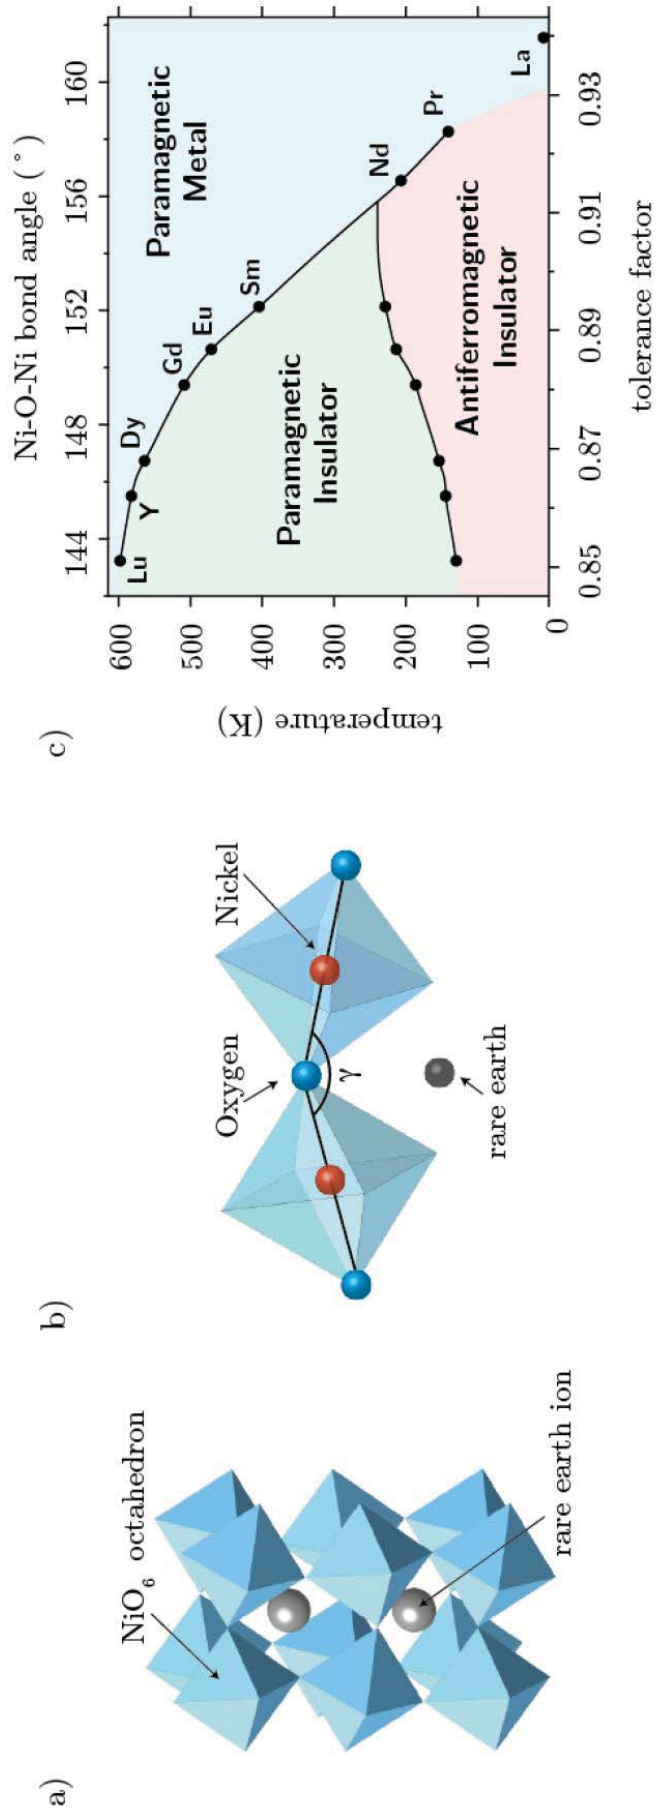 a)
NiO6 octahedron
rare earth ion
b)
Oxygen
Nickel
γ
rare earth
c)
Ni-O-Ni bond angle (°)
144 148 152 156 160
temperature (K)
600
500
400
300
200
100
0
Lu
Y
Dy
Gd
Eu
Sm
Nd
Pr
La
Paramagnetic
Metal
Paramagnetic
Insulator
Antiferromagnetic
Insulator
0.85 0.87 0.89 0.91 0.93
tolerance factor